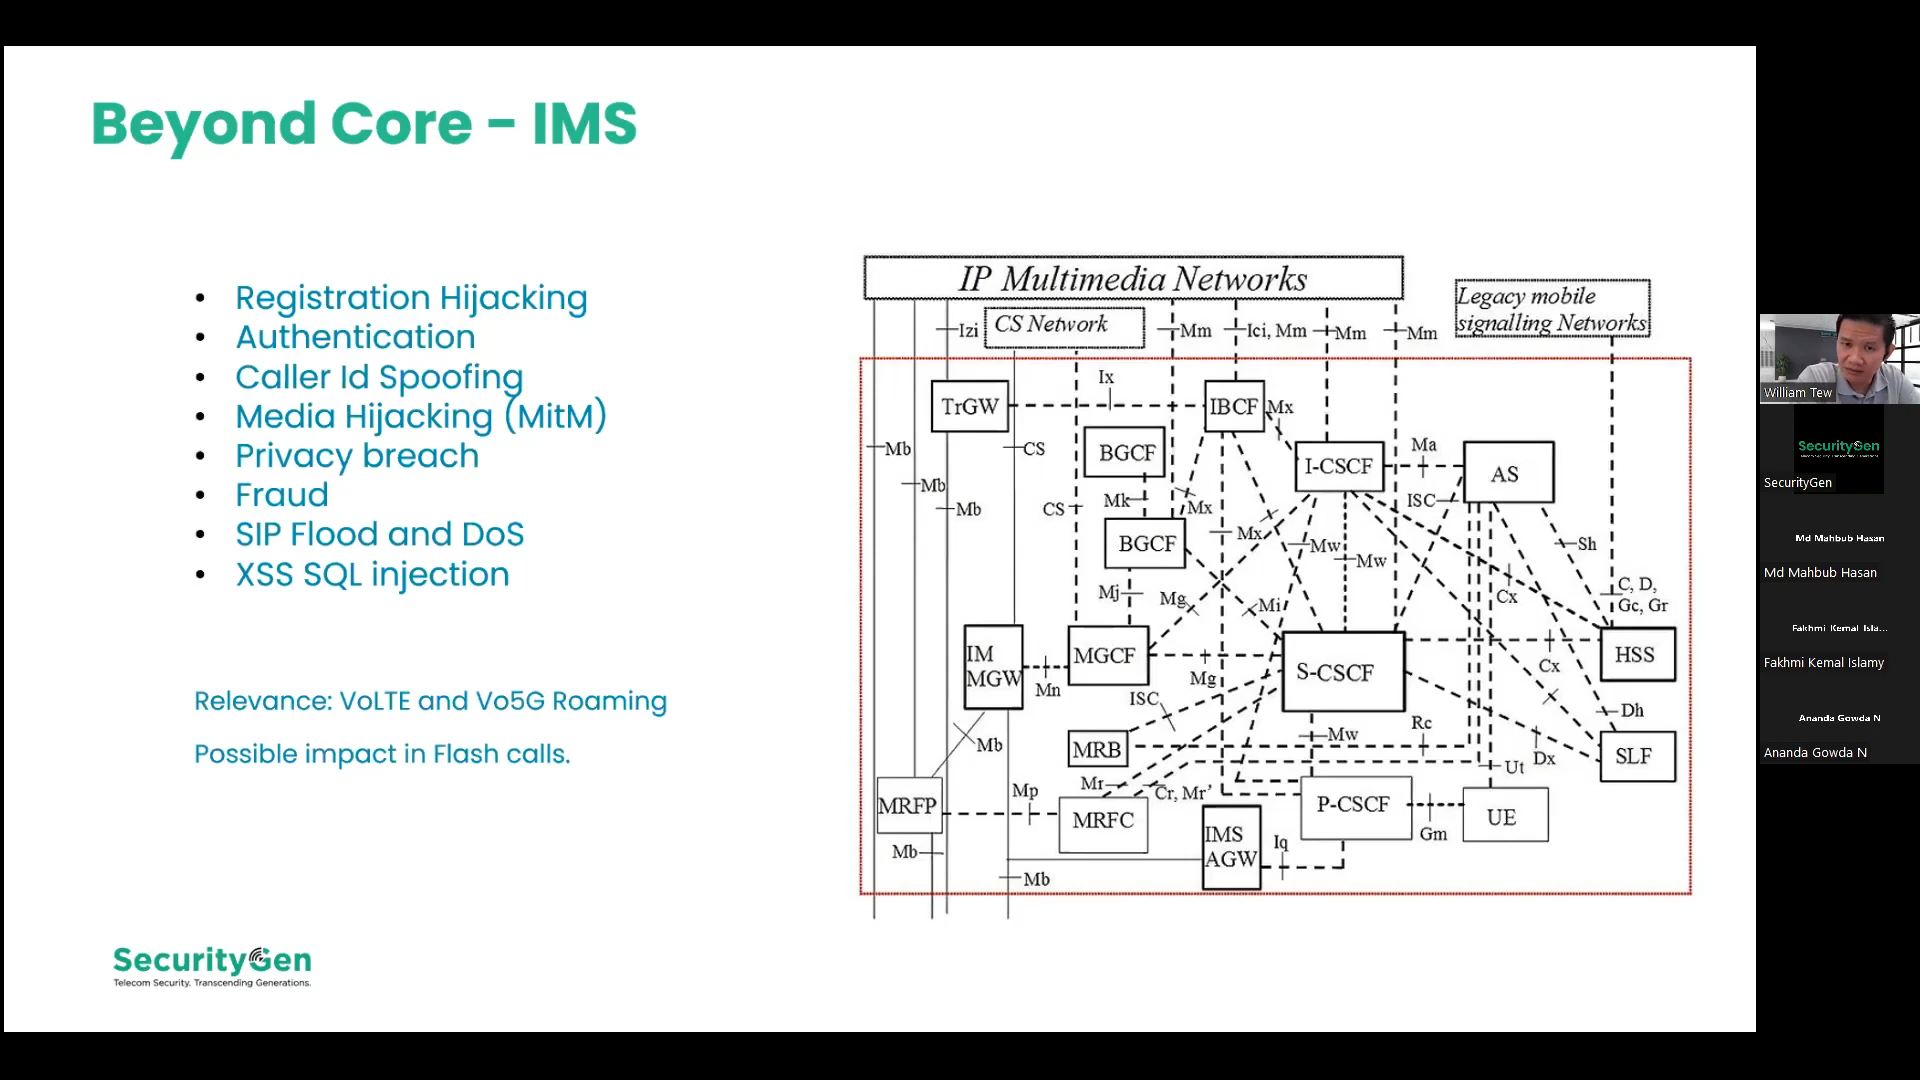 Beyond Core - IMS
Registration Hijacking
Authentication
Caller Id Spoofing
Media Hijacking (MitM)
Privacy breach
Fraud
SIP Flood and DoS
XSS SQL injection
Relevance: VoLTE and Vo5G Roaming
Possible impact in Flash calls.
SecurityGen
Telecom Security. Transcending Generations.
IP Multimedia Networks
Legacy mobile
signalling Networks
Izi
CS Network
Mm
Ici, Mm
Mm
Mm
Ix
TrGW
IBCF
Mx
Mb
CS
BGCF
I-CSCF
Ma
AS
Mb
Mb
CS
Mk
Mx
ISC
Mx
BGCF
Mw
Mw
Sh
Mj
Mg
Mi
Cx
C, D,
Gc, Gr
IM
MGW
Mn
MGCF
Mg
S-CSCF
Cx
HSS
ISC
Dh
Mb
MRB
Mw
Rc
Ut
Dx
SLF
Mr
Cr, Mr’
MRFP
Mp
MRFC
P-CSCF
Gm
UE
Mb
IMS
AGW
Iq
Mb
William Tew
SecurityGen
SecurityGen
Md Mahbub Hasan
Md Mahbub Hasan
Fakhmi Kemal Isla...
Fakhmi Kemal Islamy
Ananda Gowda N
Ananda Gowda N